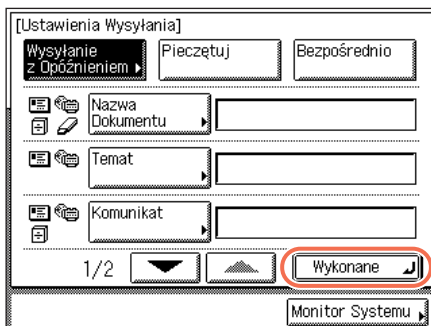 [Ustawienia Wysyłania]
Wysyłanie
z Opóźnieniem
Pieczętuj
Bezpośrednio
Nazwa
Dokumentu
Temat
Komunikat
1/2
Wykonane
Monitor Systemu